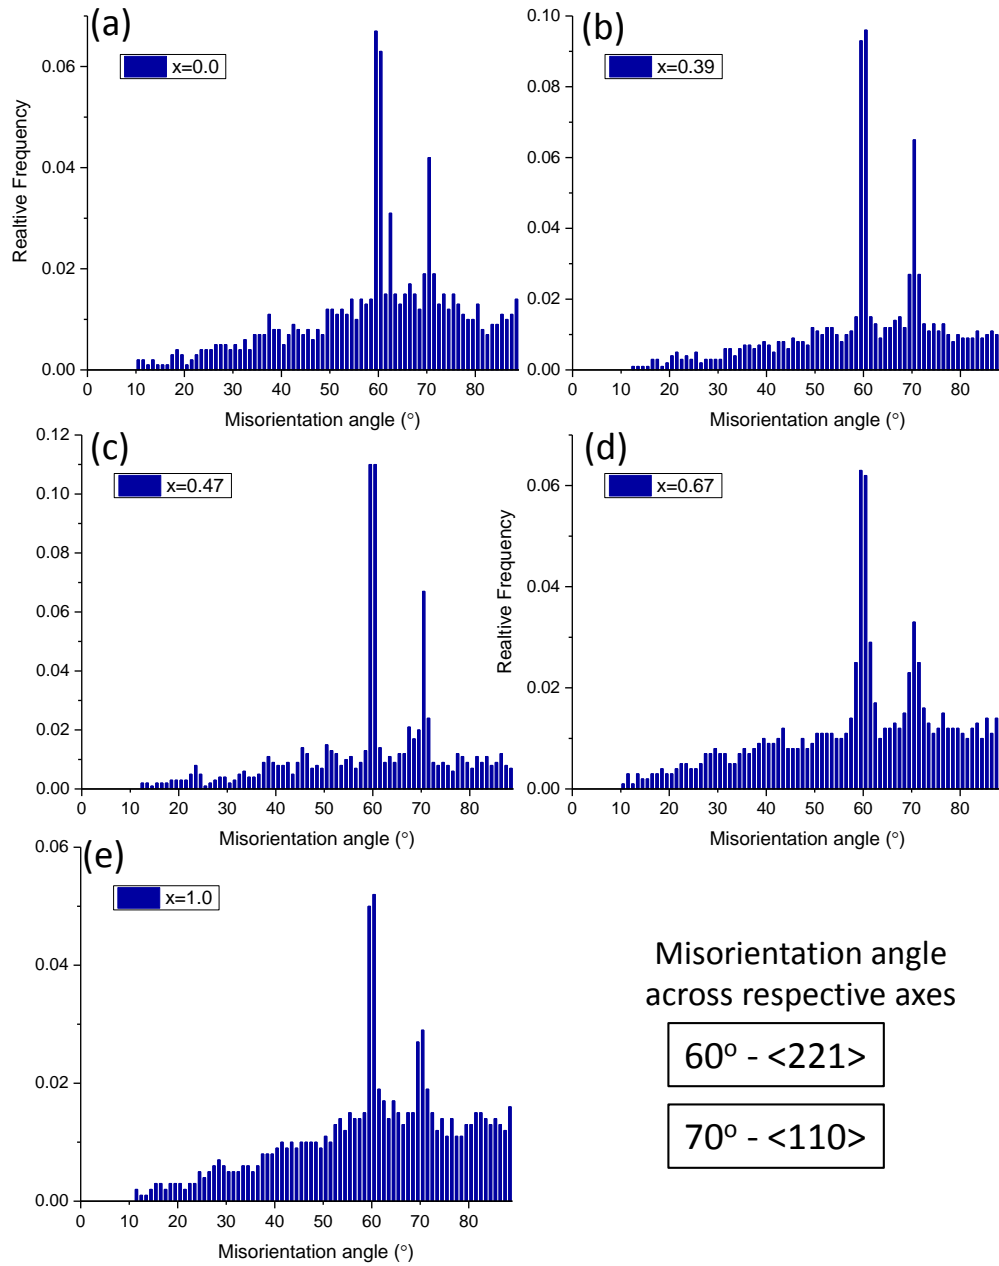 (a)
x=0.0
Realtive Frequency
0.06
0.04
0.02
0.00
0 10 20 30 40 50 60 70 80
Misorientation angle (°)
(b)
x=0.39
0.10
0.10
0.08
0.06
0.04
0.02
0.00
0 10 20 30 40 50 60 70 80
Misorientation angle (°)
(c)
x=0.47
0.12
0.10
0.08
0.06
0.04
0.02
0.00
0 10 20 30 40 50 60 70 80
Misorientation angle (°)
(d)
x=0.67
Realtive Frequency
0.06
0.04
0.02
0.00
0 10 20 30 40 50 60 70 80
Misorientation angle (°)
(e)
x=1.0
0.06
0.04
0.02
0.00
0 10 20 30 40 50 60 70 80
Misorientation angle (°)
Misorientation angle
across respective axes
60º - <221>
70º - <110>